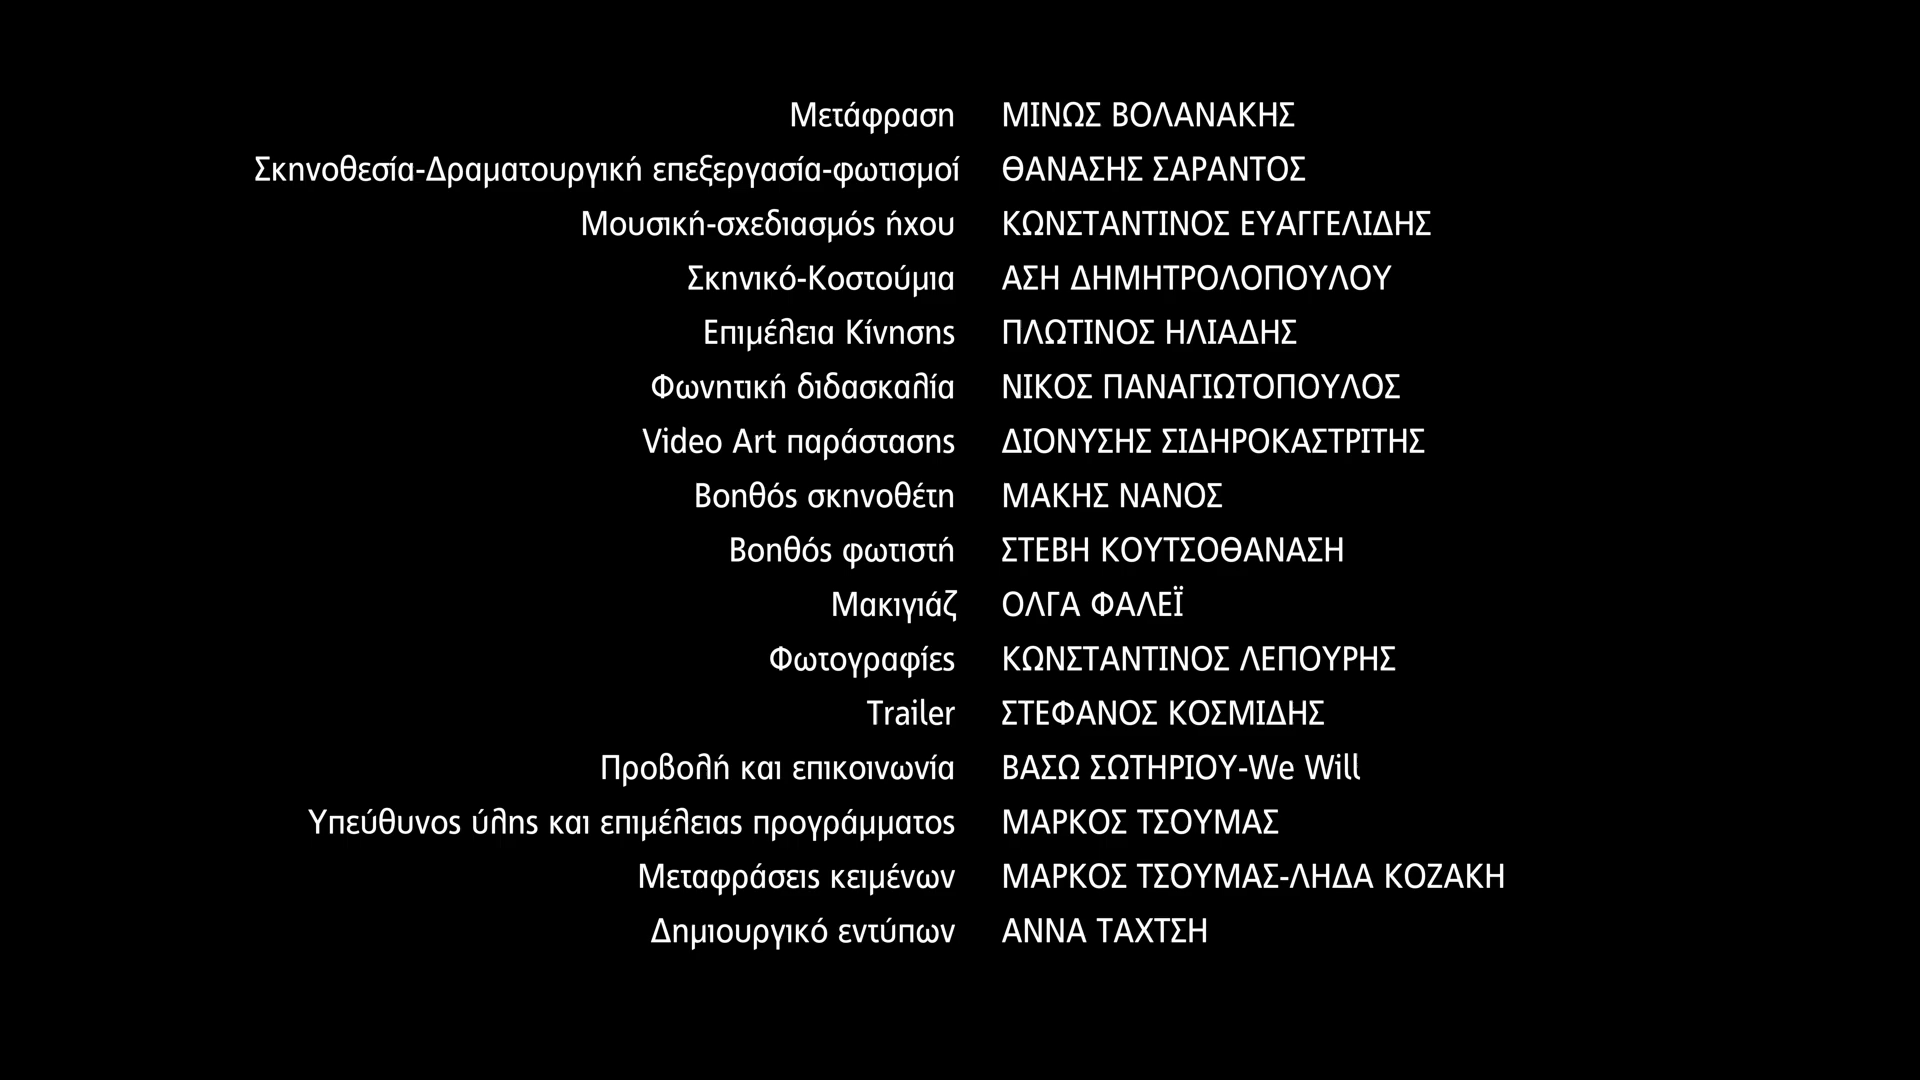 Μετάφραση ΜΙΝΩΣ ΒΟΛΑΝΑΚΗΣ
Σκηνοθεσία-Δραματουργική επεξεργασία-φωτισμοί ΘΑΝΑΣΗΣ ΣΑΡΑΝΤΟΣ
Μουσική-σχεδιασμός ήχου ΚΩΝΣΤΑΝΤΙΝΟΣ ΕΥΑΓΓΕΛΙΔΗΣ
Σκηνικό-Κοστούμια ΑΣΗ ΔΗΜΗΤΡΟΛΟΠΟΥΛΟΥ
Επιμέλεια Κίνησης ΠΛΩΤΙΝΟΣ ΗΛΙΑΔΗΣ
Φωνητική διδασκαλία ΝΙΚΟΣ ΠΑΝΑΓΙΩΤΟΠΟΥΛΟΣ
Video Art παράστασης ΔΙΟΝΥΣΗΣ ΣΙΔΗΡΟΚΑΣΤΡΙΤΗΣ
Βοηθός σκηνοθέτη ΜΑΚΗΣ ΝΑΝΟΣ
Βοηθός φωτιστή ΣΤΕΒΗ ΚΟΥΤΣΟΘΑΝΑΣΗ
Μακιγιάζ ΟΛΓΑ ΦΑΛΕΪ
Φωτογραφίες ΚΩΝΣΤΑΝΤΙΝΟΣ ΛΕΠΟΥΡΗΣ
Trailer ΣΤΕΦΑΝΟΣ ΚΟΣΜΙΔΗΣ
Προβολή και επικοινωνία ΒΑΣΩ ΣΩΤΗΡΙΟΥ-We Will
Υπεύθυνος ύλης και επιμέλειας προγράμματος ΜΑΡΚΟΣ ΤΣΟΥΜΑΣ
Μεταφράσεις κειμένων ΜΑΡΚΟΣ ΤΣΟΥΜΑΣ-ΛΗΔΑ ΚΟΖΑΚΗ
Δημιουργικό εντύπων ΑΝΝΑ ΤΑΧΤΣΗ